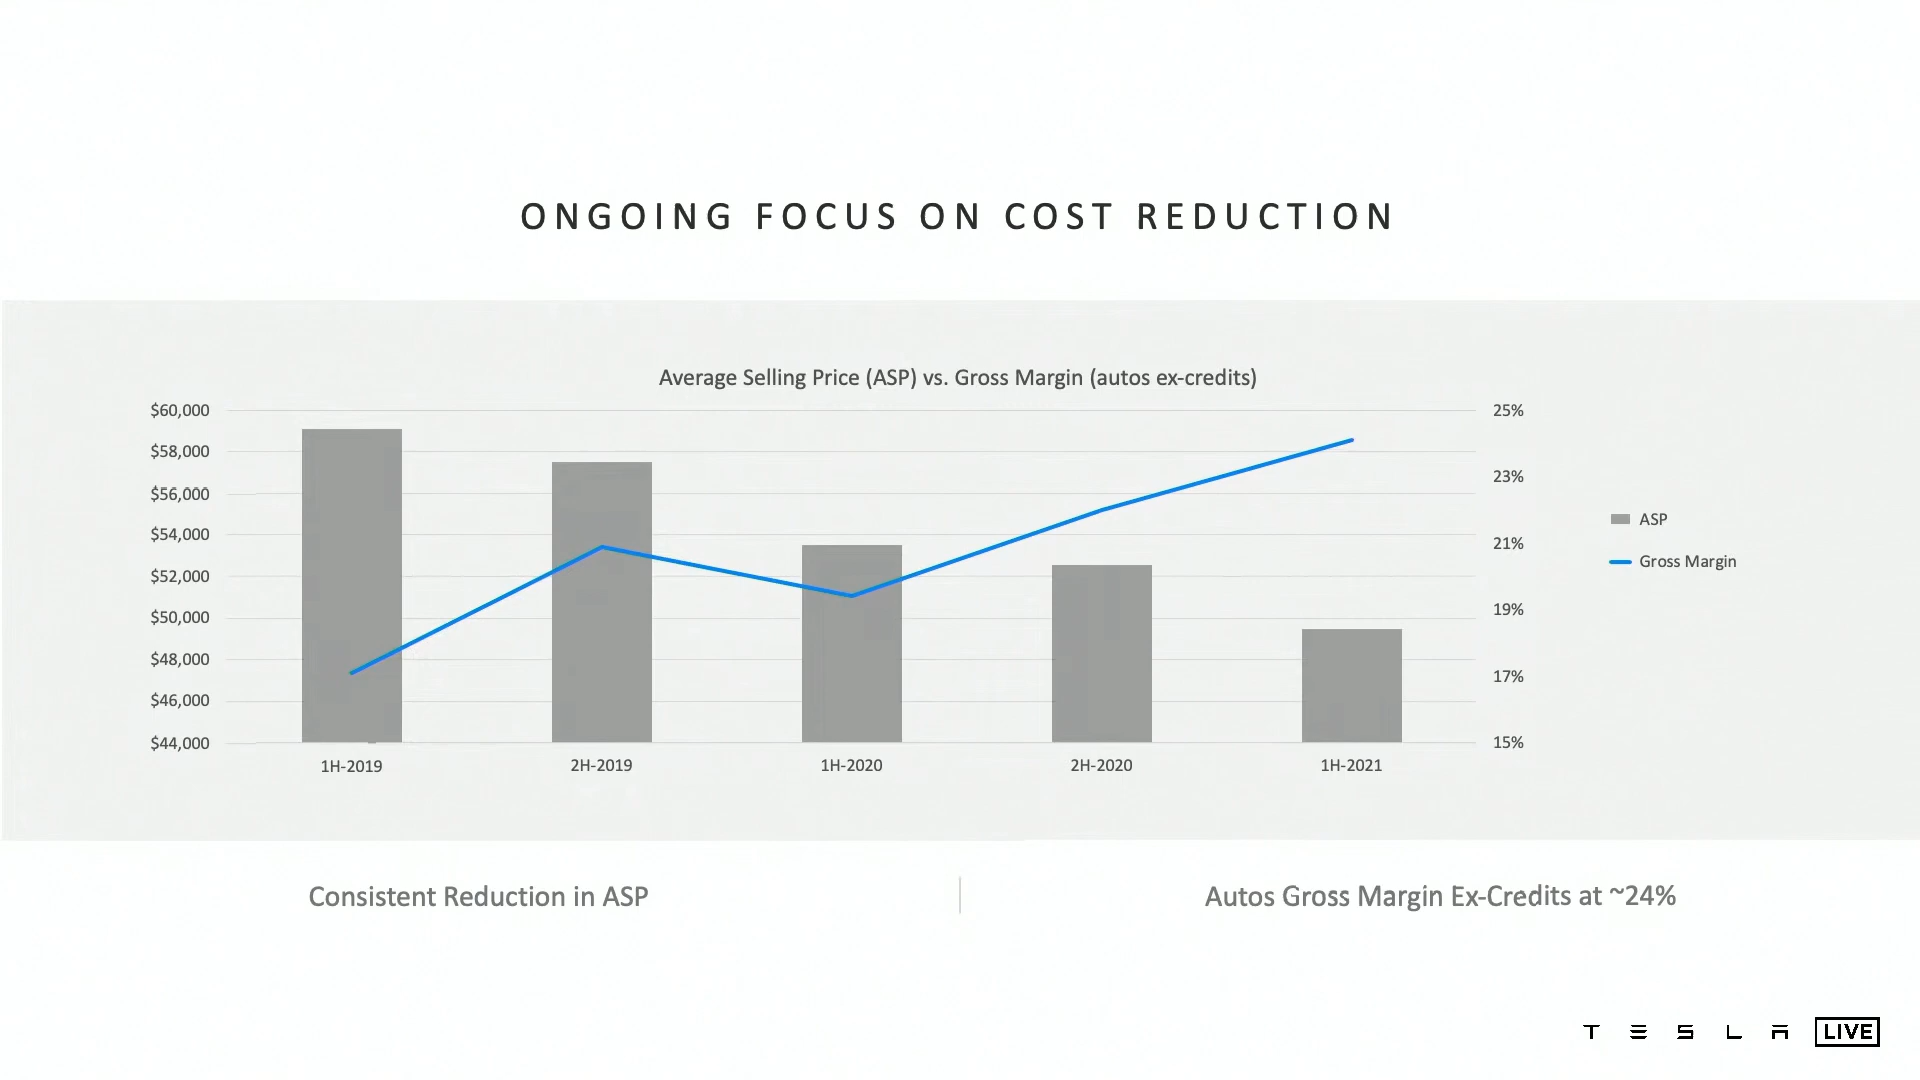 ONGOING FOCUS ON COST REDUCTION
Average Selling Price (ASP) vs. Gross Margin (autos ex-credits)
$60,000
$58,000
$56,000
$54,000
$52,000
$50,000
$48,000
$46,000
$44,000
25%
23%
21%
19%
17%
15%
1H-2019
2H-2019
1H-2020
2H-2020
1H-2021
ASP
Gross Margin
Consistent Reduction in ASP
Autos Gross Margin Ex-Credits at ~24%
TESLA LIVE